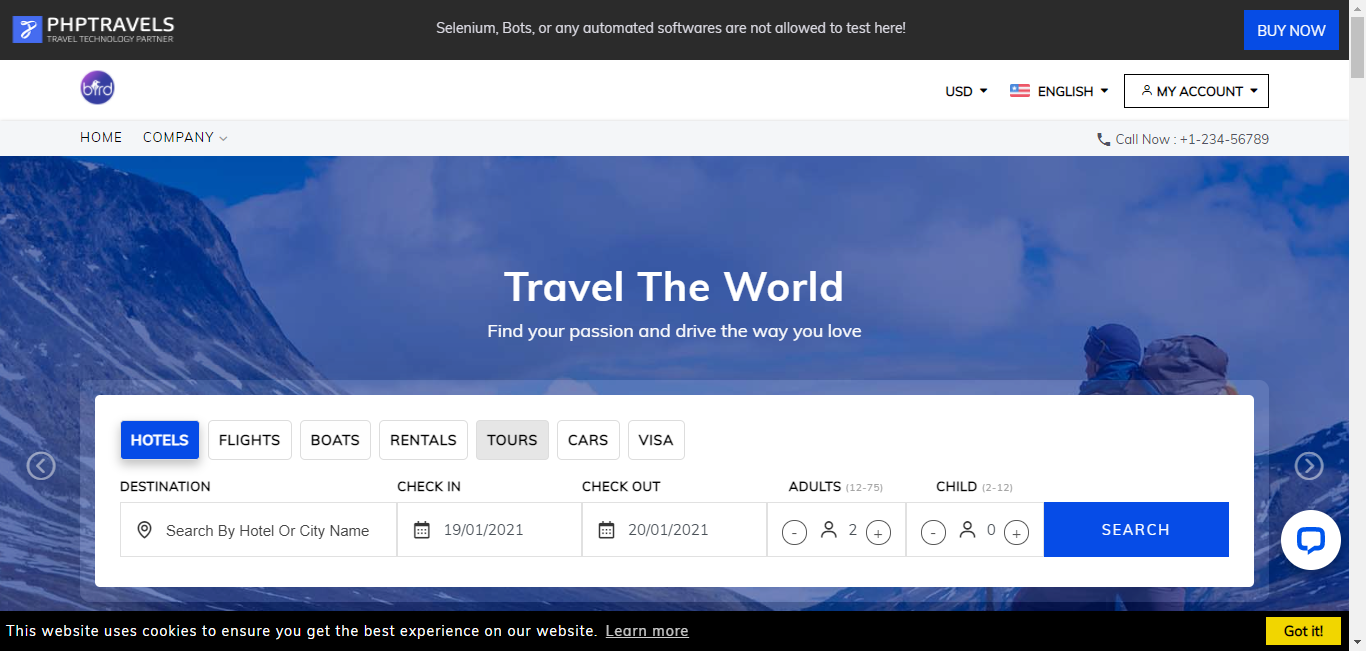 PHPTRAVELS
TRAVEL TECHNOLOGY PARTNER
Selenium, Bots, or any automated softwares are not allowed to test here!
BUY NOW
bird
USD
ENGLISH
MY ACCOUNT
HOME
COMPANY
Call Now : +1-234-56789
Travel The World
Find your passion and drive the way you love
HOTELS
FLIGHTS
BOATS
RENTALS
TOURS
CARS
VISA
DESTINATION
CHECK IN
CHECK OUT
ADULTS (12-75)
CHILD (2-12)
Search By Hotel Or City Name
19/01/2021
20/01/2021
- 2 +
- 0 +
SEARCH
This website uses cookies to ensure you get the best experience on our website. Learn more
Got it!